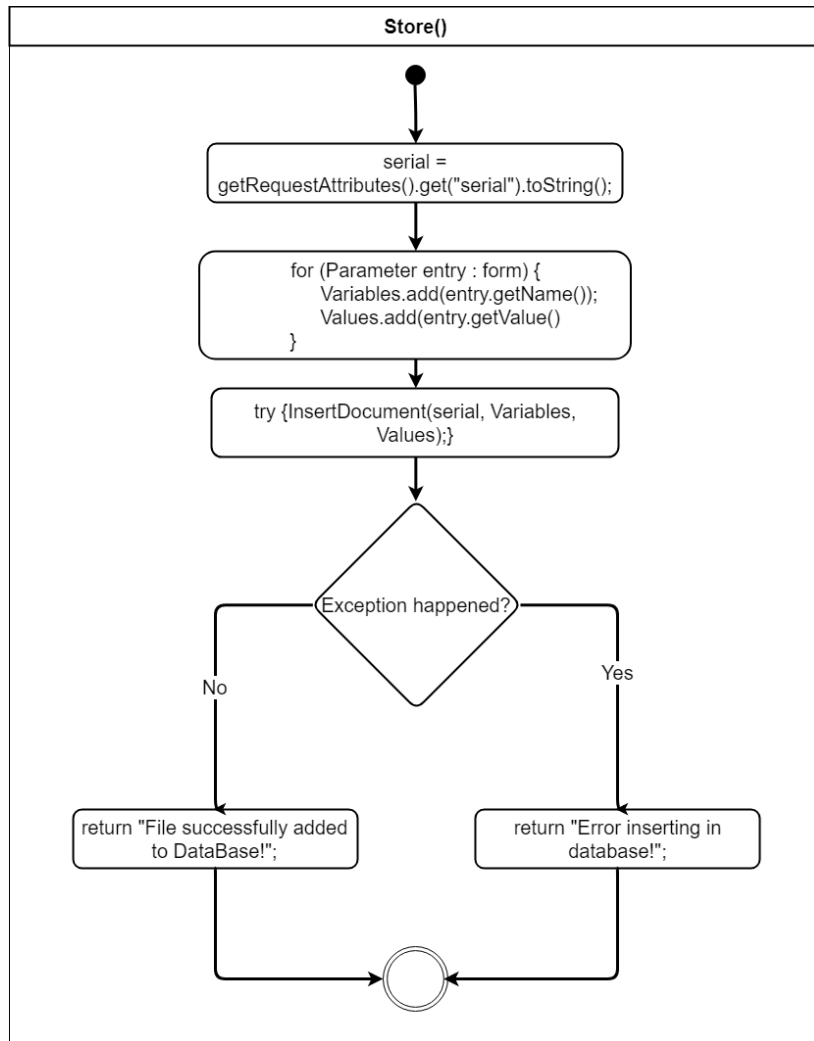 Store()
serial =
getRequestAttributes().get("serial").toString();
for (Parameter entry : form) {
Variables.add(entry.getName());
Values.add(entry.getValue()
}
try {InsertDocument(serial, Variables,
Values);}
Exception happened?
No
Yes
return "File successfully added
to DataBase!";
return "Error inserting in
database!";